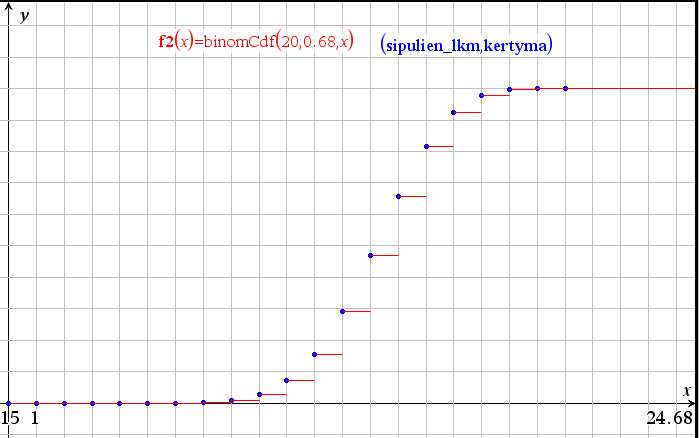 y
f2(x)=binomCdf(20,0.68,x) (sipulien_lkm,kertyma)
x
15 1 24.68